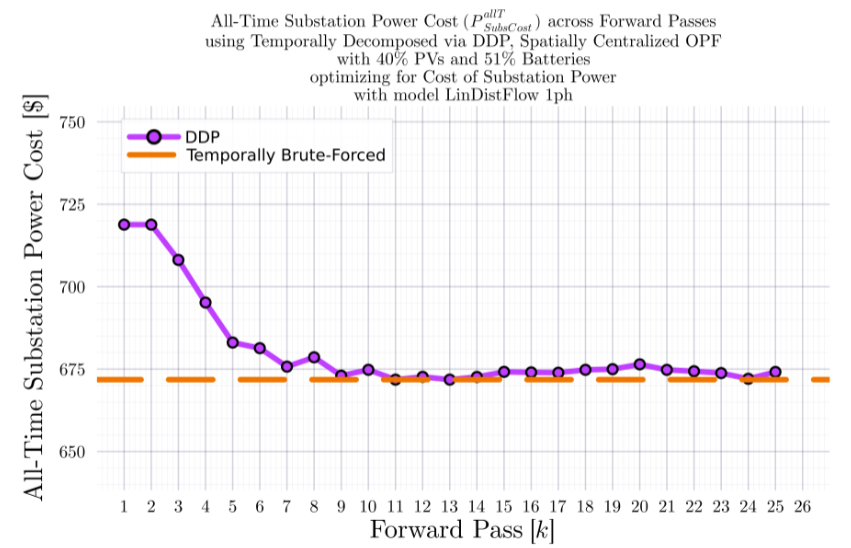 All-Time Substation Power Cost (P^{allT}_{SubsCost}) across Forward Passes
using Temporally Decomposed via DDP, Spatially Centralized OPF
with 40% PVs and 51% Batteries
optimizing for Cost of Substation Power
with model LinDistFlow 1ph
All-Time Substation Power Cost [$]
750
725
700
675
650
DDP
Temporally Brute-Forced
1 2 3 4 5 6 7 8 9 10 11 12 13 14 15 16 17 18 19 20 21 22 23 24 25 26
Forward Pass [k]